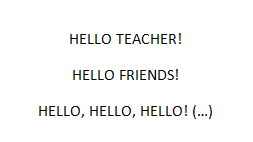 HELLO TEACHER!
HELLO FRIENDS!
HELLO, HELLO, HELLO! (…)